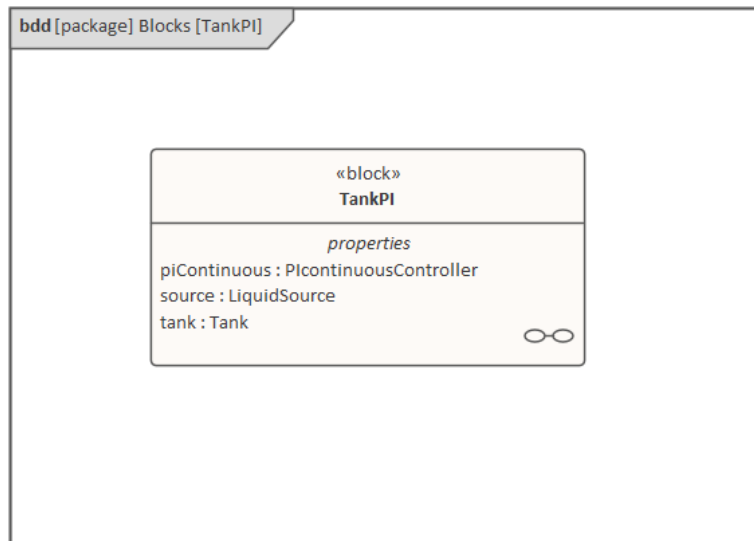 bdd [package] Blocks [TankPI]
«block»
TankPI
properties
piContinuous : PIcontinuousController
source : LiquidSource
tank : Tank